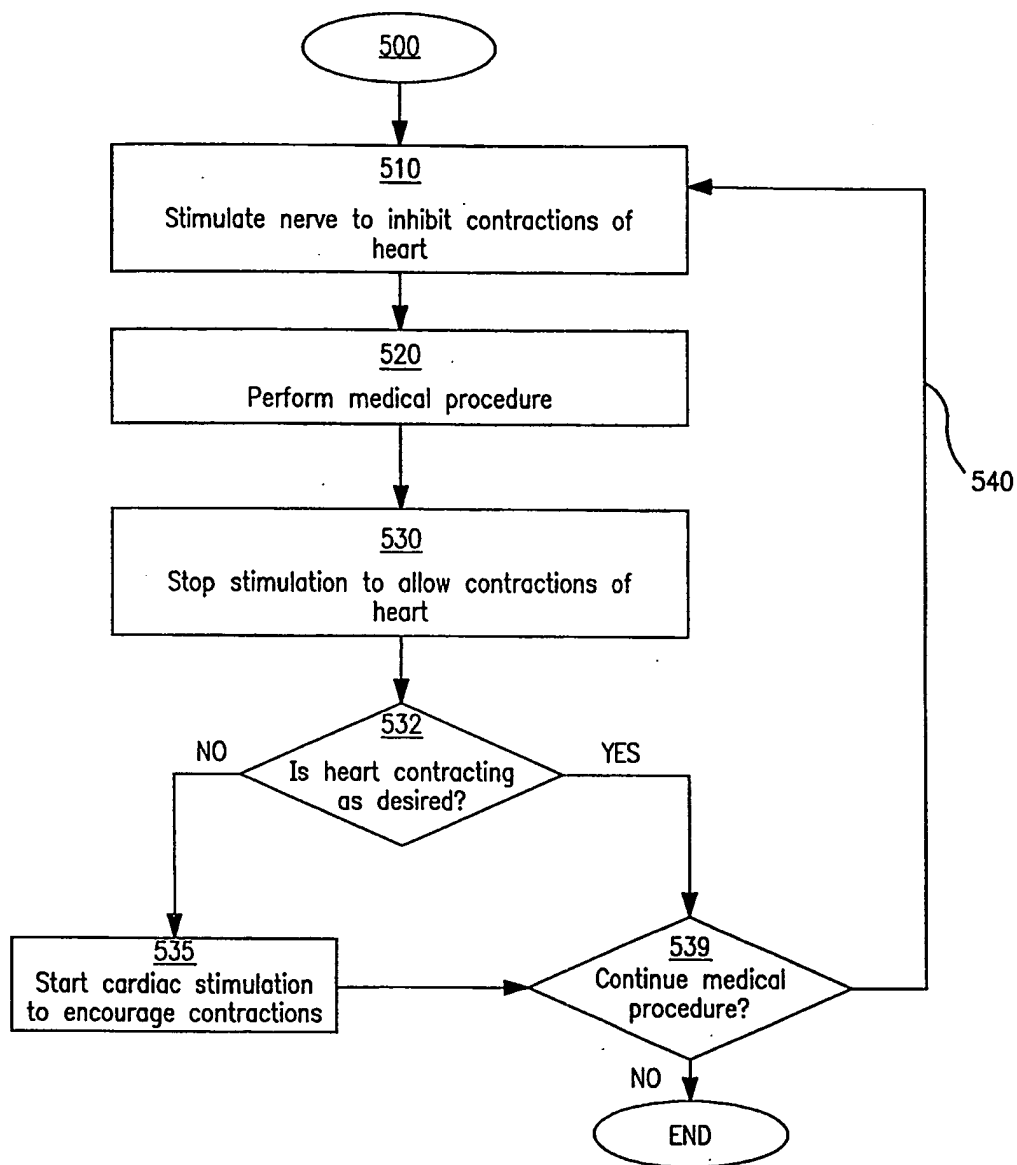 500
510
Stimulate nerve to inhibit contractions of
heart
520
Perform medical procedure
540
530
Stop stimulation to allow contractions of
heart
532
NO
YES
Is heart contracting
as desired?
535
Start cardiac stimulation
to encourage contractions
539
Continue medical
procedure?
NO
END